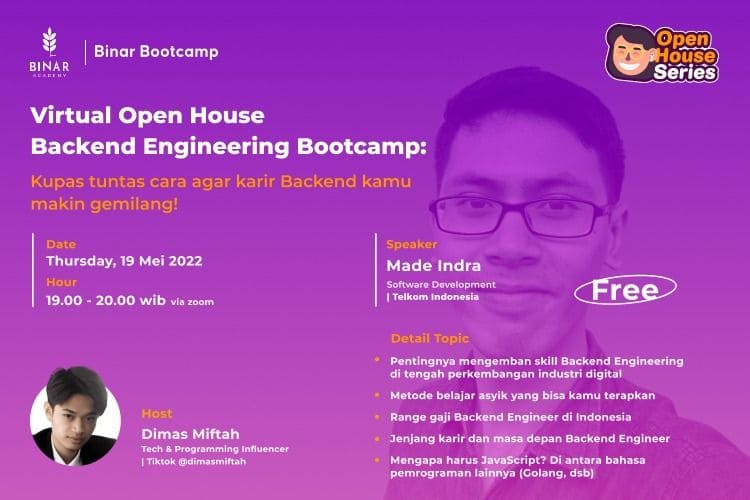 BINAR
ACADEMY
Binar Bootcamp
Open
House
Series
Virtual Open House
Backend Engineering Bootcamp:
Kupas tuntas cara agar karir Backend kamu
makin gemilang!
Date
Thursday, 19 Mei 2022
Hour
19.00 - 20.00 wib via zoom
Speaker
Made Indra
Software Development
| Telkom Indonesia
Free
Detail Topic
• Pentingnya mengemban skill Backend Engineering
di tengah perkembangan industri digital
• Metode belajar asyik yang bisa kamu terapkan
• Range gaji Backend Engineer di Indonesia
• Jenjang karir dan masa depan Backend Engineer
• Mengapa harus JavaScript? Di antara bahasa
pemrograman lainnya (Golang, dsb)
Host
Dimas Miftah
Tech & Programming Influencer
| Tiktok @dimasmiftah